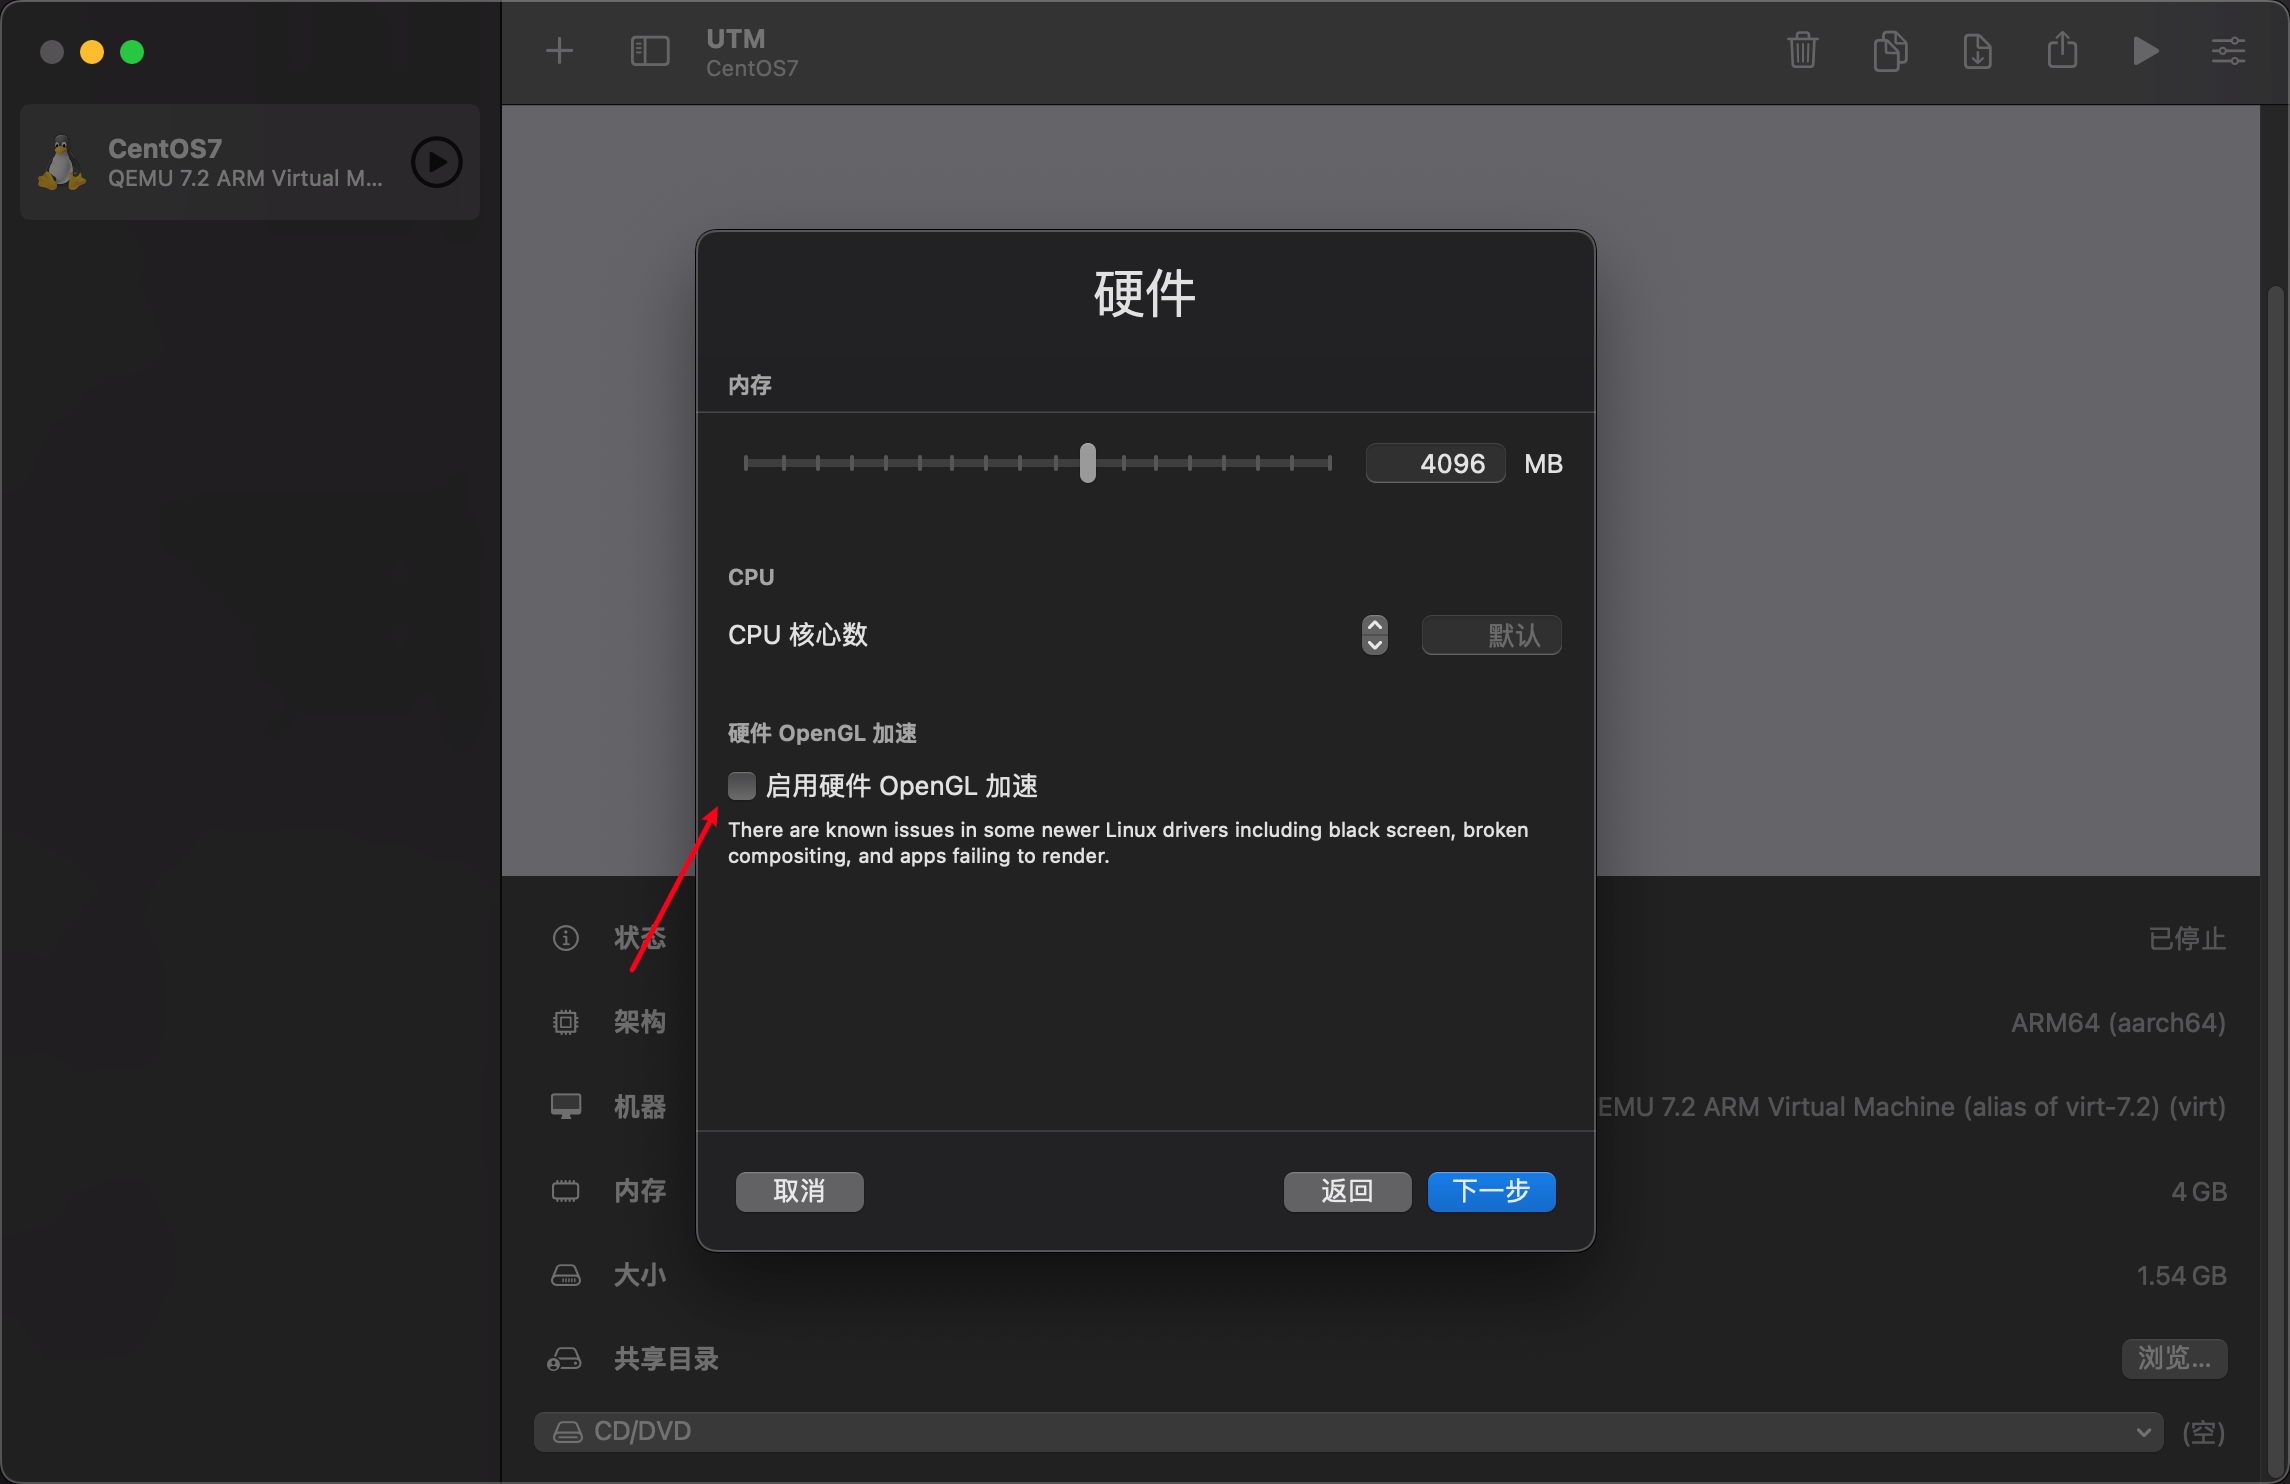 UTM
CentOS7
CentOS7
QEMU 7.2 ARM Virtual M...
硬件
内存
4096 MB
CPU
CPU 核心数
默认
硬件 OpenGL 加速
启用硬件 OpenGL 加速
There are known issues in some newer Linux drivers including black screen, broken
compositing, and apps failing to render.
取消
返回
下一步
状态
已停止
架构
ARM64 (aarch64)
机器
EMU 7.2 ARM Virtual Machine (alias of virt-7.2) (virt)
内存
4 GB
大小
1.54 GB
共享目录
浏览...
CD/DVD
(空)